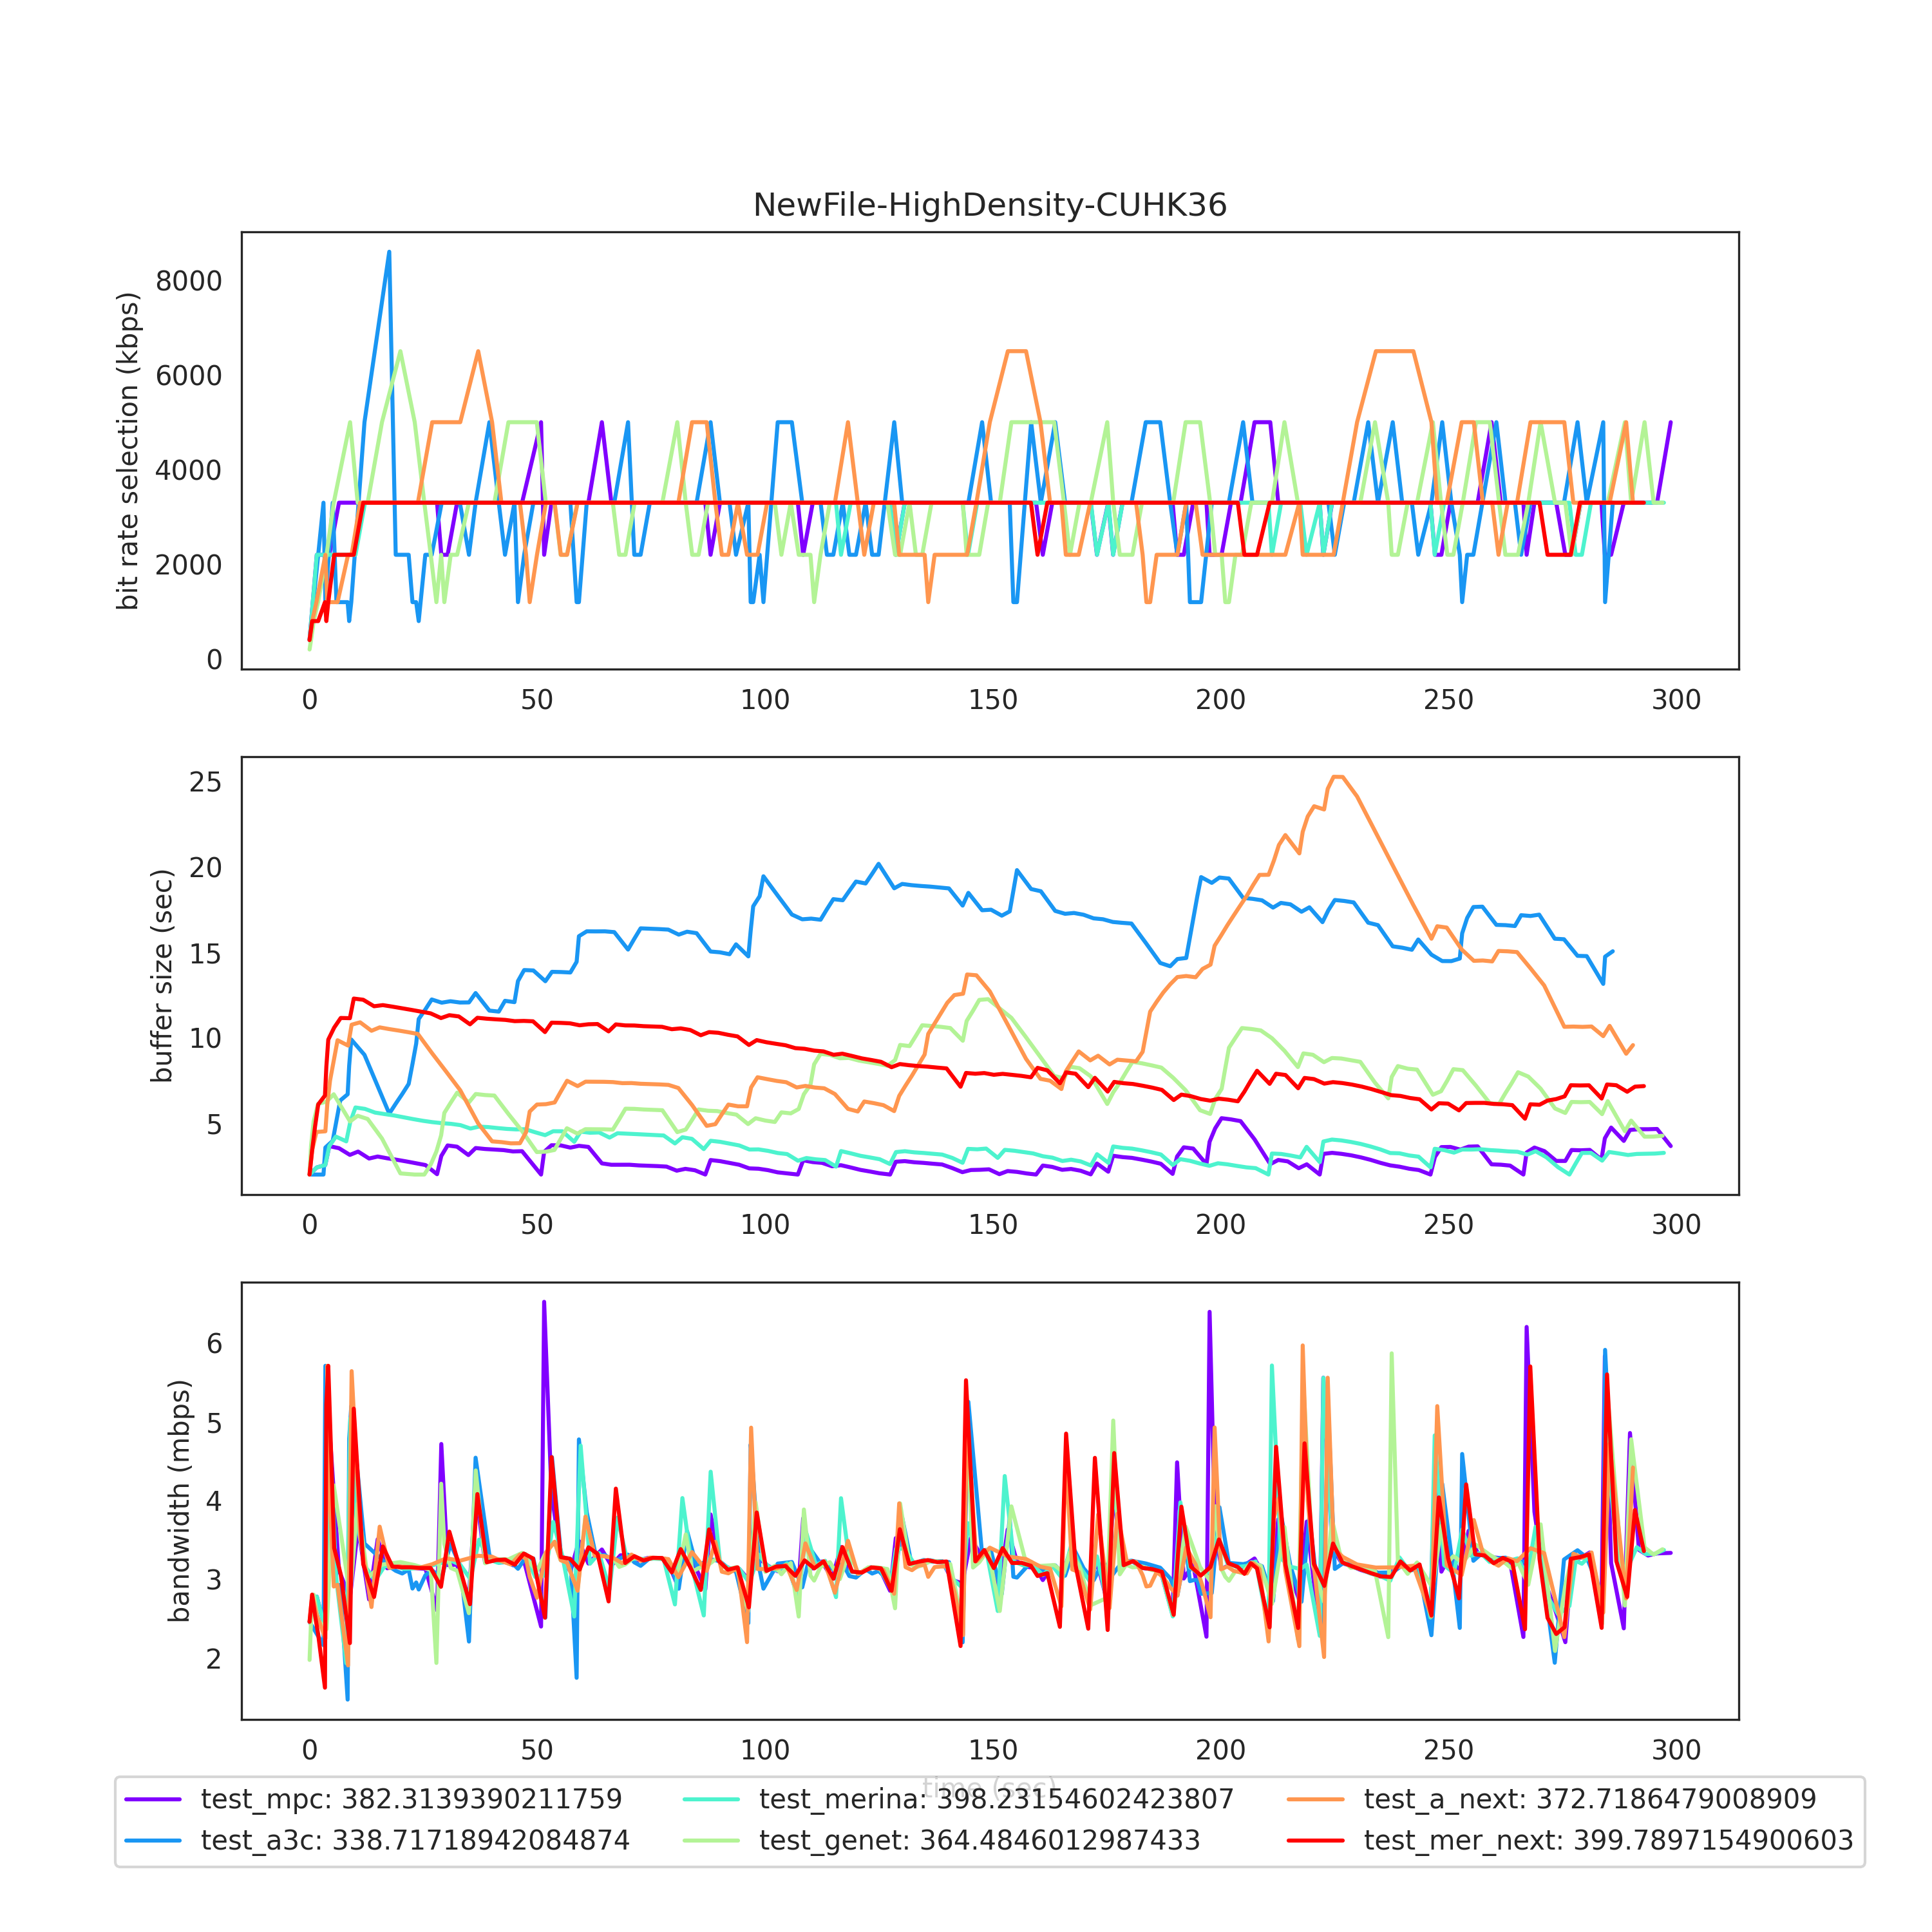 NewFile-HighDensity-CUHK36
bit rate selection (kbps)
8000
6000
4000
2000
0
0 50 100 150 200 250 300
buffer size (sec)
25
20
15
10
5
0 50 100 150 200 250 300
bandwidth (mbps)
6
5
4
3
2
0 50 100 150 200 250 300
time (sec)
test_mpc: 382.3139390211759
test_a3c: 338.71718942084874
test_merina: 398.23154602423807
test_genet: 364.4846012987433
test_a_next: 372.7186479008909
test_mer_next: 399.7897154900603